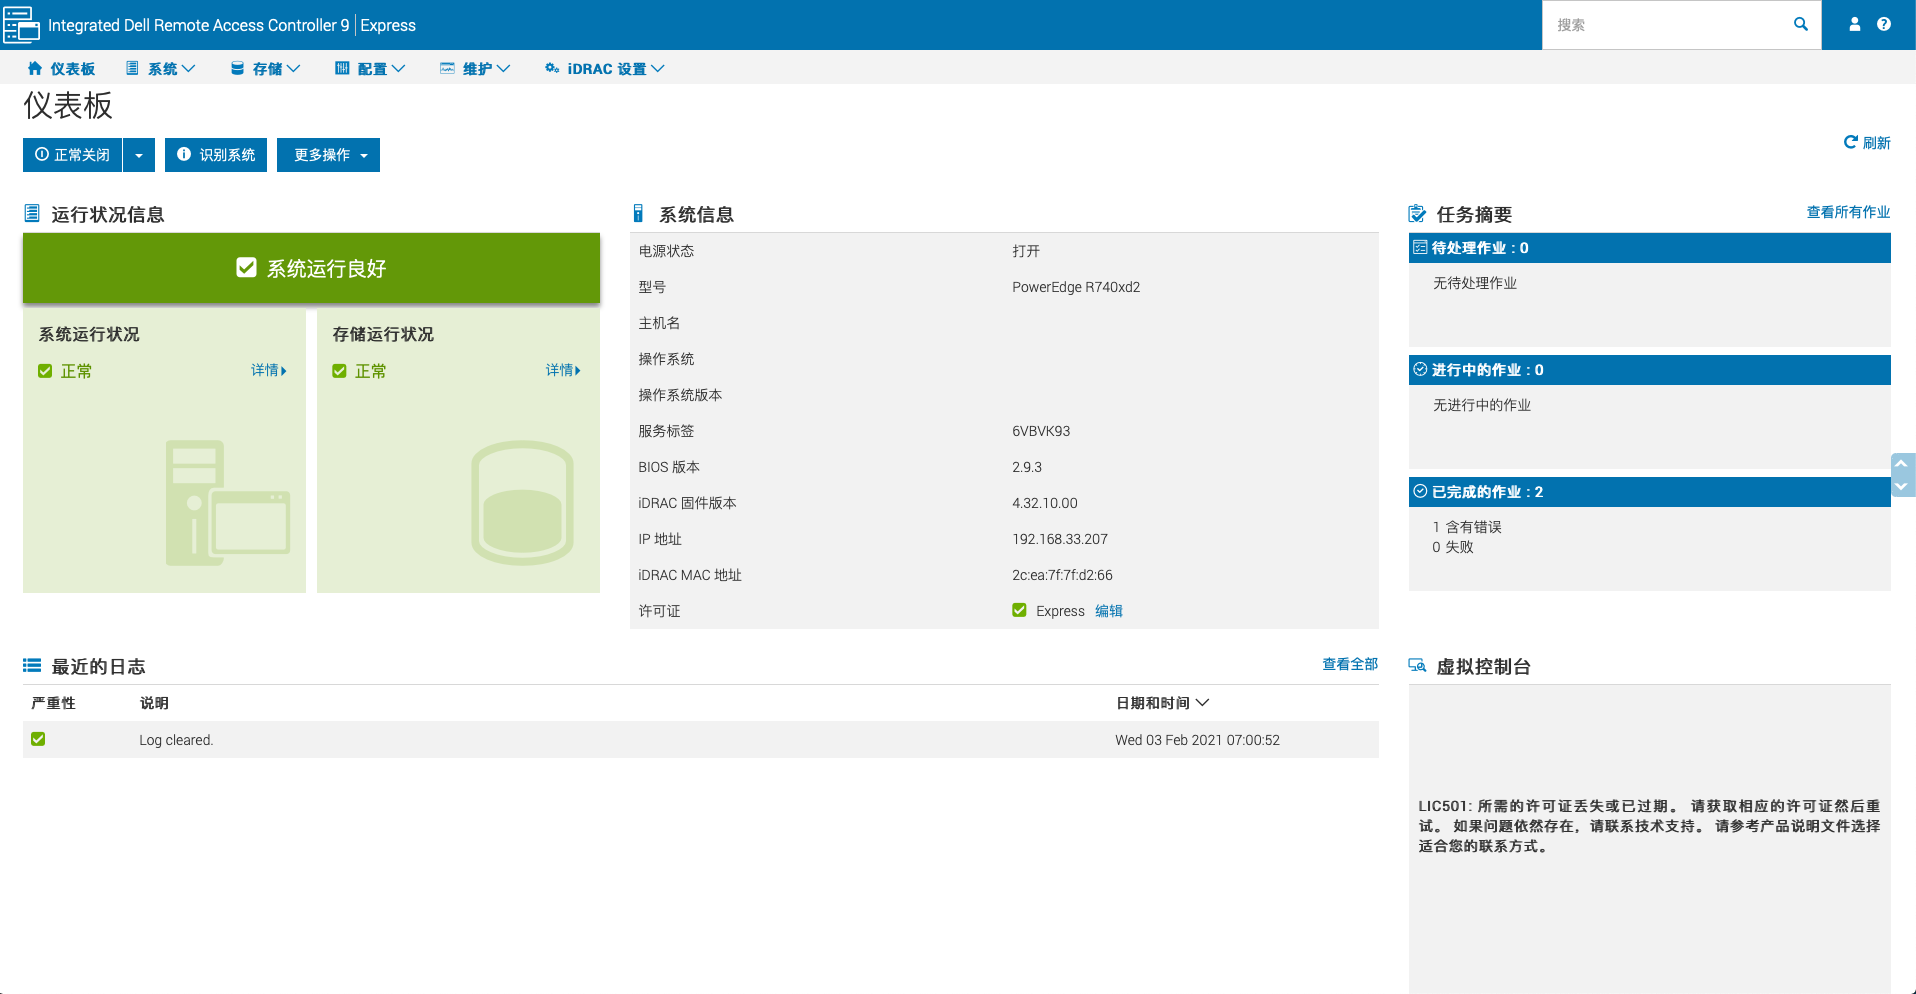 Integrated Dell Remote Access Controller 9 | Express
搜索
仪表板 系统 存储 配置 维护 iDRAC 设置
仪表板
正常关闭 识别系统 更多操作
刷新
运行状况信息
系统运行良好
系统运行状况
正常 详情
存储运行状况
正常 详情
系统信息
电源状态 打开
型号 PowerEdge R740xd2
主机名
操作系统
操作系统版本
服务标签 6VBVK93
BIOS 版本 2.9.3
iDRAC 固件版本 4.32.10.00
IP 地址 192.168.33.207
iDRAC MAC 地址 2c:ea:7f:7f:d2:66
许可证 Express 编辑
任务摘要 查看所有作业
待处理作业 : 0
无待处理作业
进行中的作业 : 0
无进行中的作业
已完成的作业 : 2
1 含有错误
0 失败
最近的日志 查看全部
严重性 说明 日期和时间
Log cleared. Wed 03 Feb 2021 07:00:52
虚拟控制台
LIC501: 所需的许可证丢失或已过期。 请获取相应的许可证然后重
试。 如果问题依然存在，请联系技术支持。 请参考产品说明文件选择
适合您的联系方式。